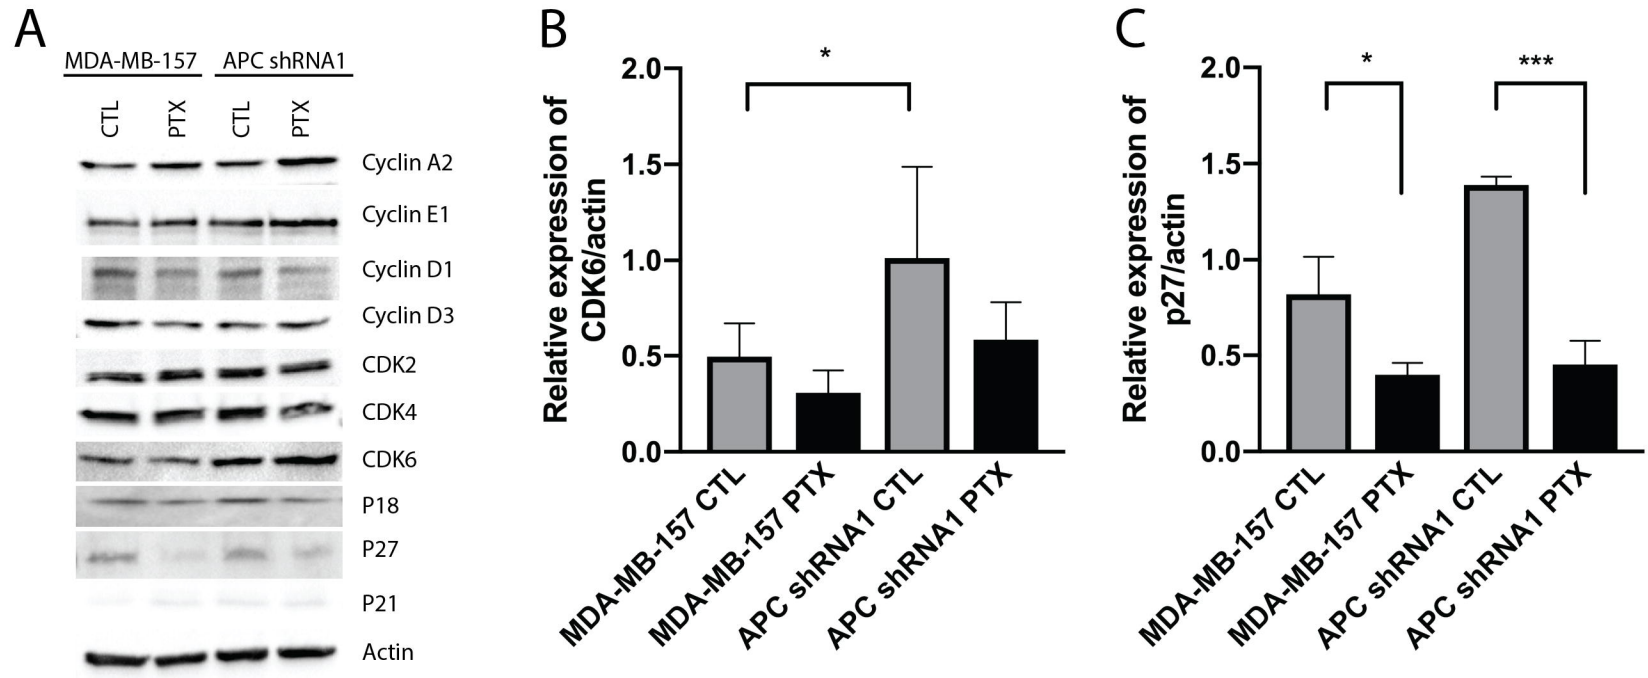 A
MDA-MB-157 APC shRNA1
CTL PTX CTL PTX
Cyclin A2
Cyclin E1
Cyclin D1
Cyclin D3
CDK2
CDK4
CDK6
P18
P27
P21
Actin
B
Relative expression of
CDK6/actin
2.0
1.5
1.0
0.5
0.0
*
MDA-MB-157 CTL
MDA-MB-157 PTX
APC shRNA1 CTL
APC shRNA1 PTX
C
Relative expression of
p27/actin
2.0
1.5
1.0
0.5
0.0
*
***
MDA-MB-157 CTL
MDA-MB-157 PTX
APC shRNA1 CTL
APC shRNA1 PTX